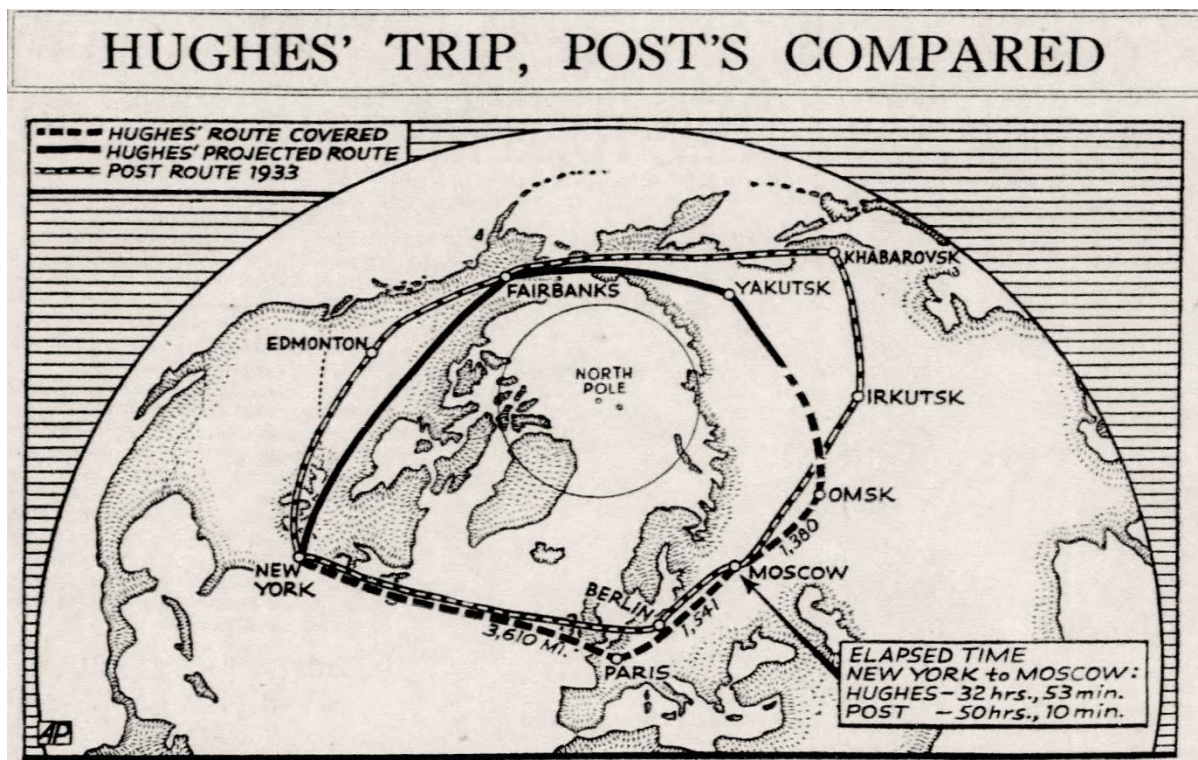 HUGHES' TRIP, POST'S COMPARED
HUGHES' ROUTE COVERED
HUGHES' PROJECTED ROUTE
POST ROUTE 1933
KHABAROVSK
FAIRBANKS
YAKUTSK
EDMONTON
NORTH
POLE
IRKUTSK
OMSK
1,380
NEW
YORK
MOSCOW
BERLIN
1,541
3,610 MI.
PARIS
ELAPSED TIME
NEW YORK to MOSCOW:
HUGHES-32 hrs., 53 min.
POST -50 hrs., 10 min.
AP